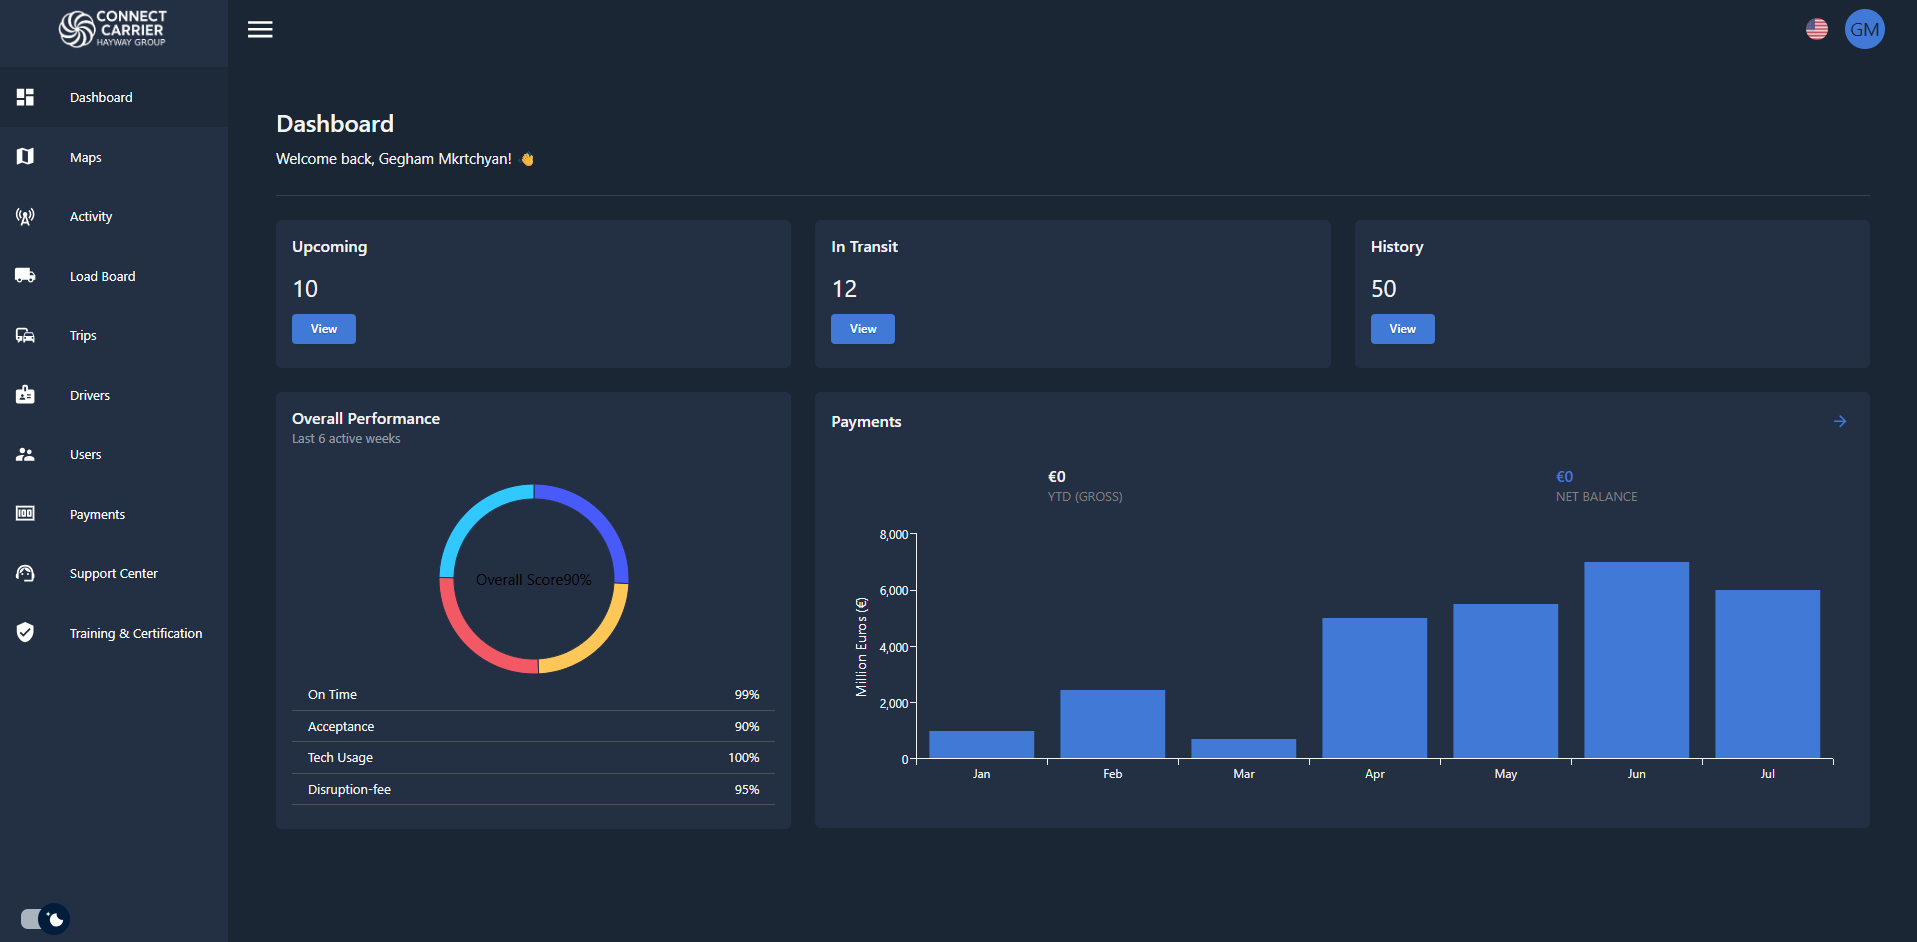 CONNECT
CARRIER
HAYWAY GROUP
GM
Dashboard
Maps
Activity
Load Board
Trips
Drivers
Users
Payments
Support Center
Training & Certification
Dashboard
Welcome back, Gegham Mkrtchyan! 👋
Upcoming
10
View
In Transit
12
View
History
50
View
Overall Performance
Last 6 active weeks
Overall Score90%
On Time 99%
Acceptance 90%
Tech Usage 100%
Disruption-fee 95%
Payments
€0 €0
YTD (GROSS) NET BALANCE
Million Euros (€)
8,000
6,000
4,000
2,000
0
Jan Feb Mar Apr May Jun Jul